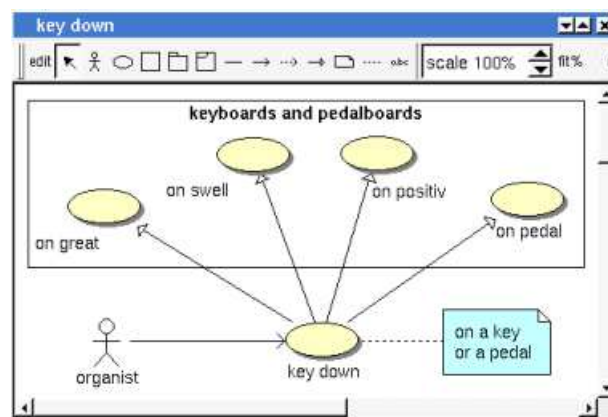 key down
edit
abc
scale 100%
fit%
keyboards and pedalboards
on swell
on positiv
on great
on pedal
organist
key down
on a key
or a pedal